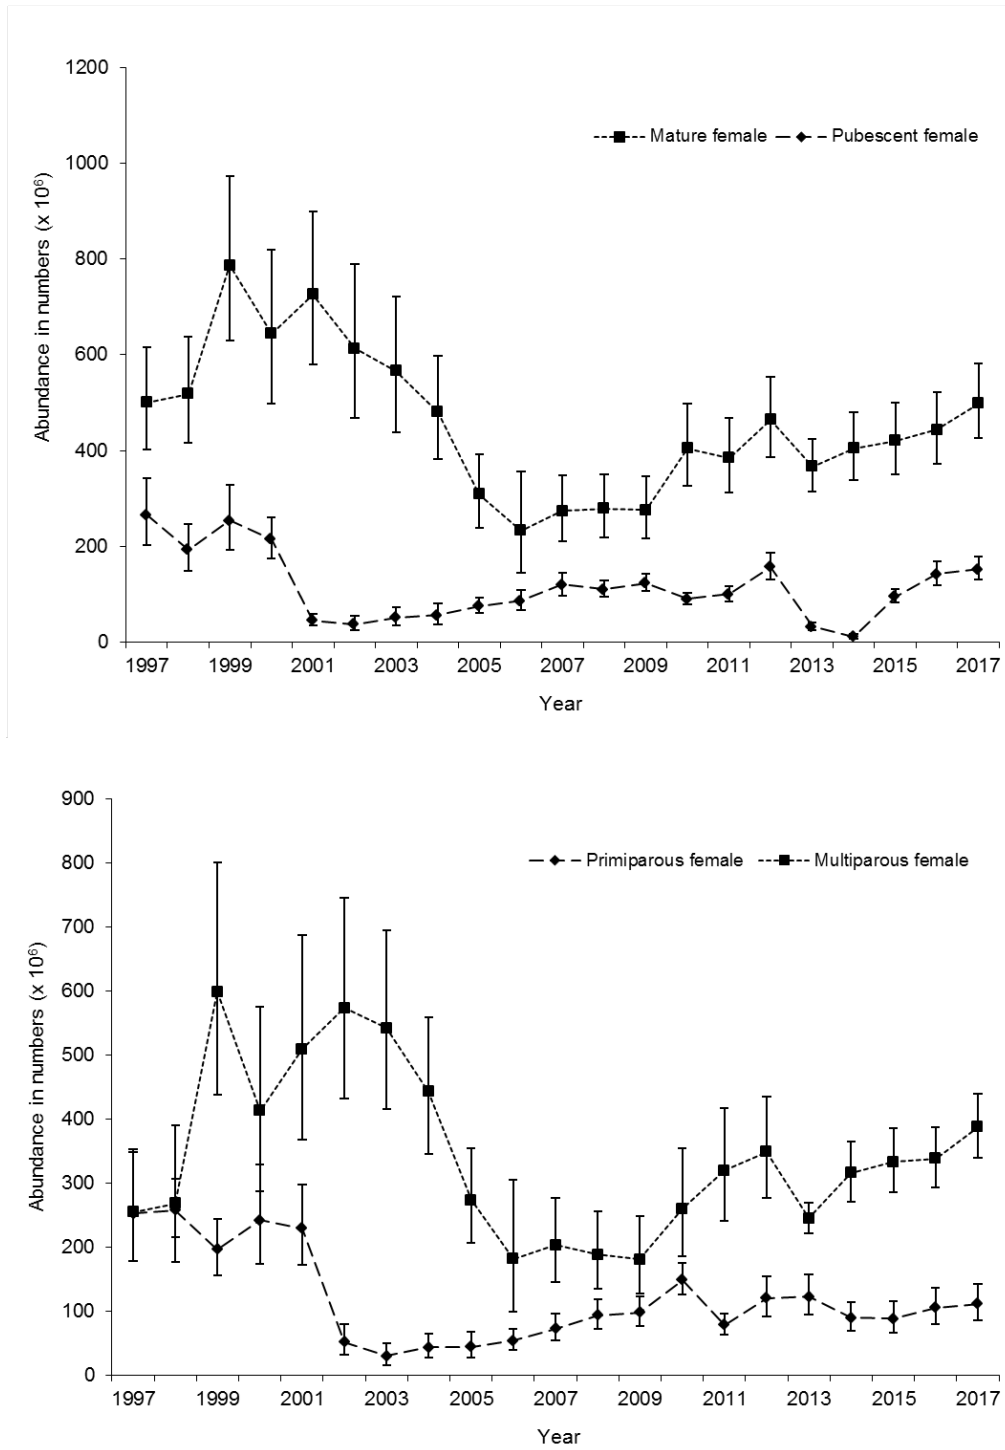 1200
Mature female Pubescent female
1000
800
600
400
200
0
Abundance in numbers (x 10⁶)
1997 1999 2001 2003 2005 2007 2009 2011 2013 2015 2017
Year
900
Primiparous female Multiparous female
800
700
600
500
400
300
200
100
0
Abundance in numbers (x 10⁶)
1997 1999 2001 2003 2005 2007 2009 2011 2013 2015 2017
Year